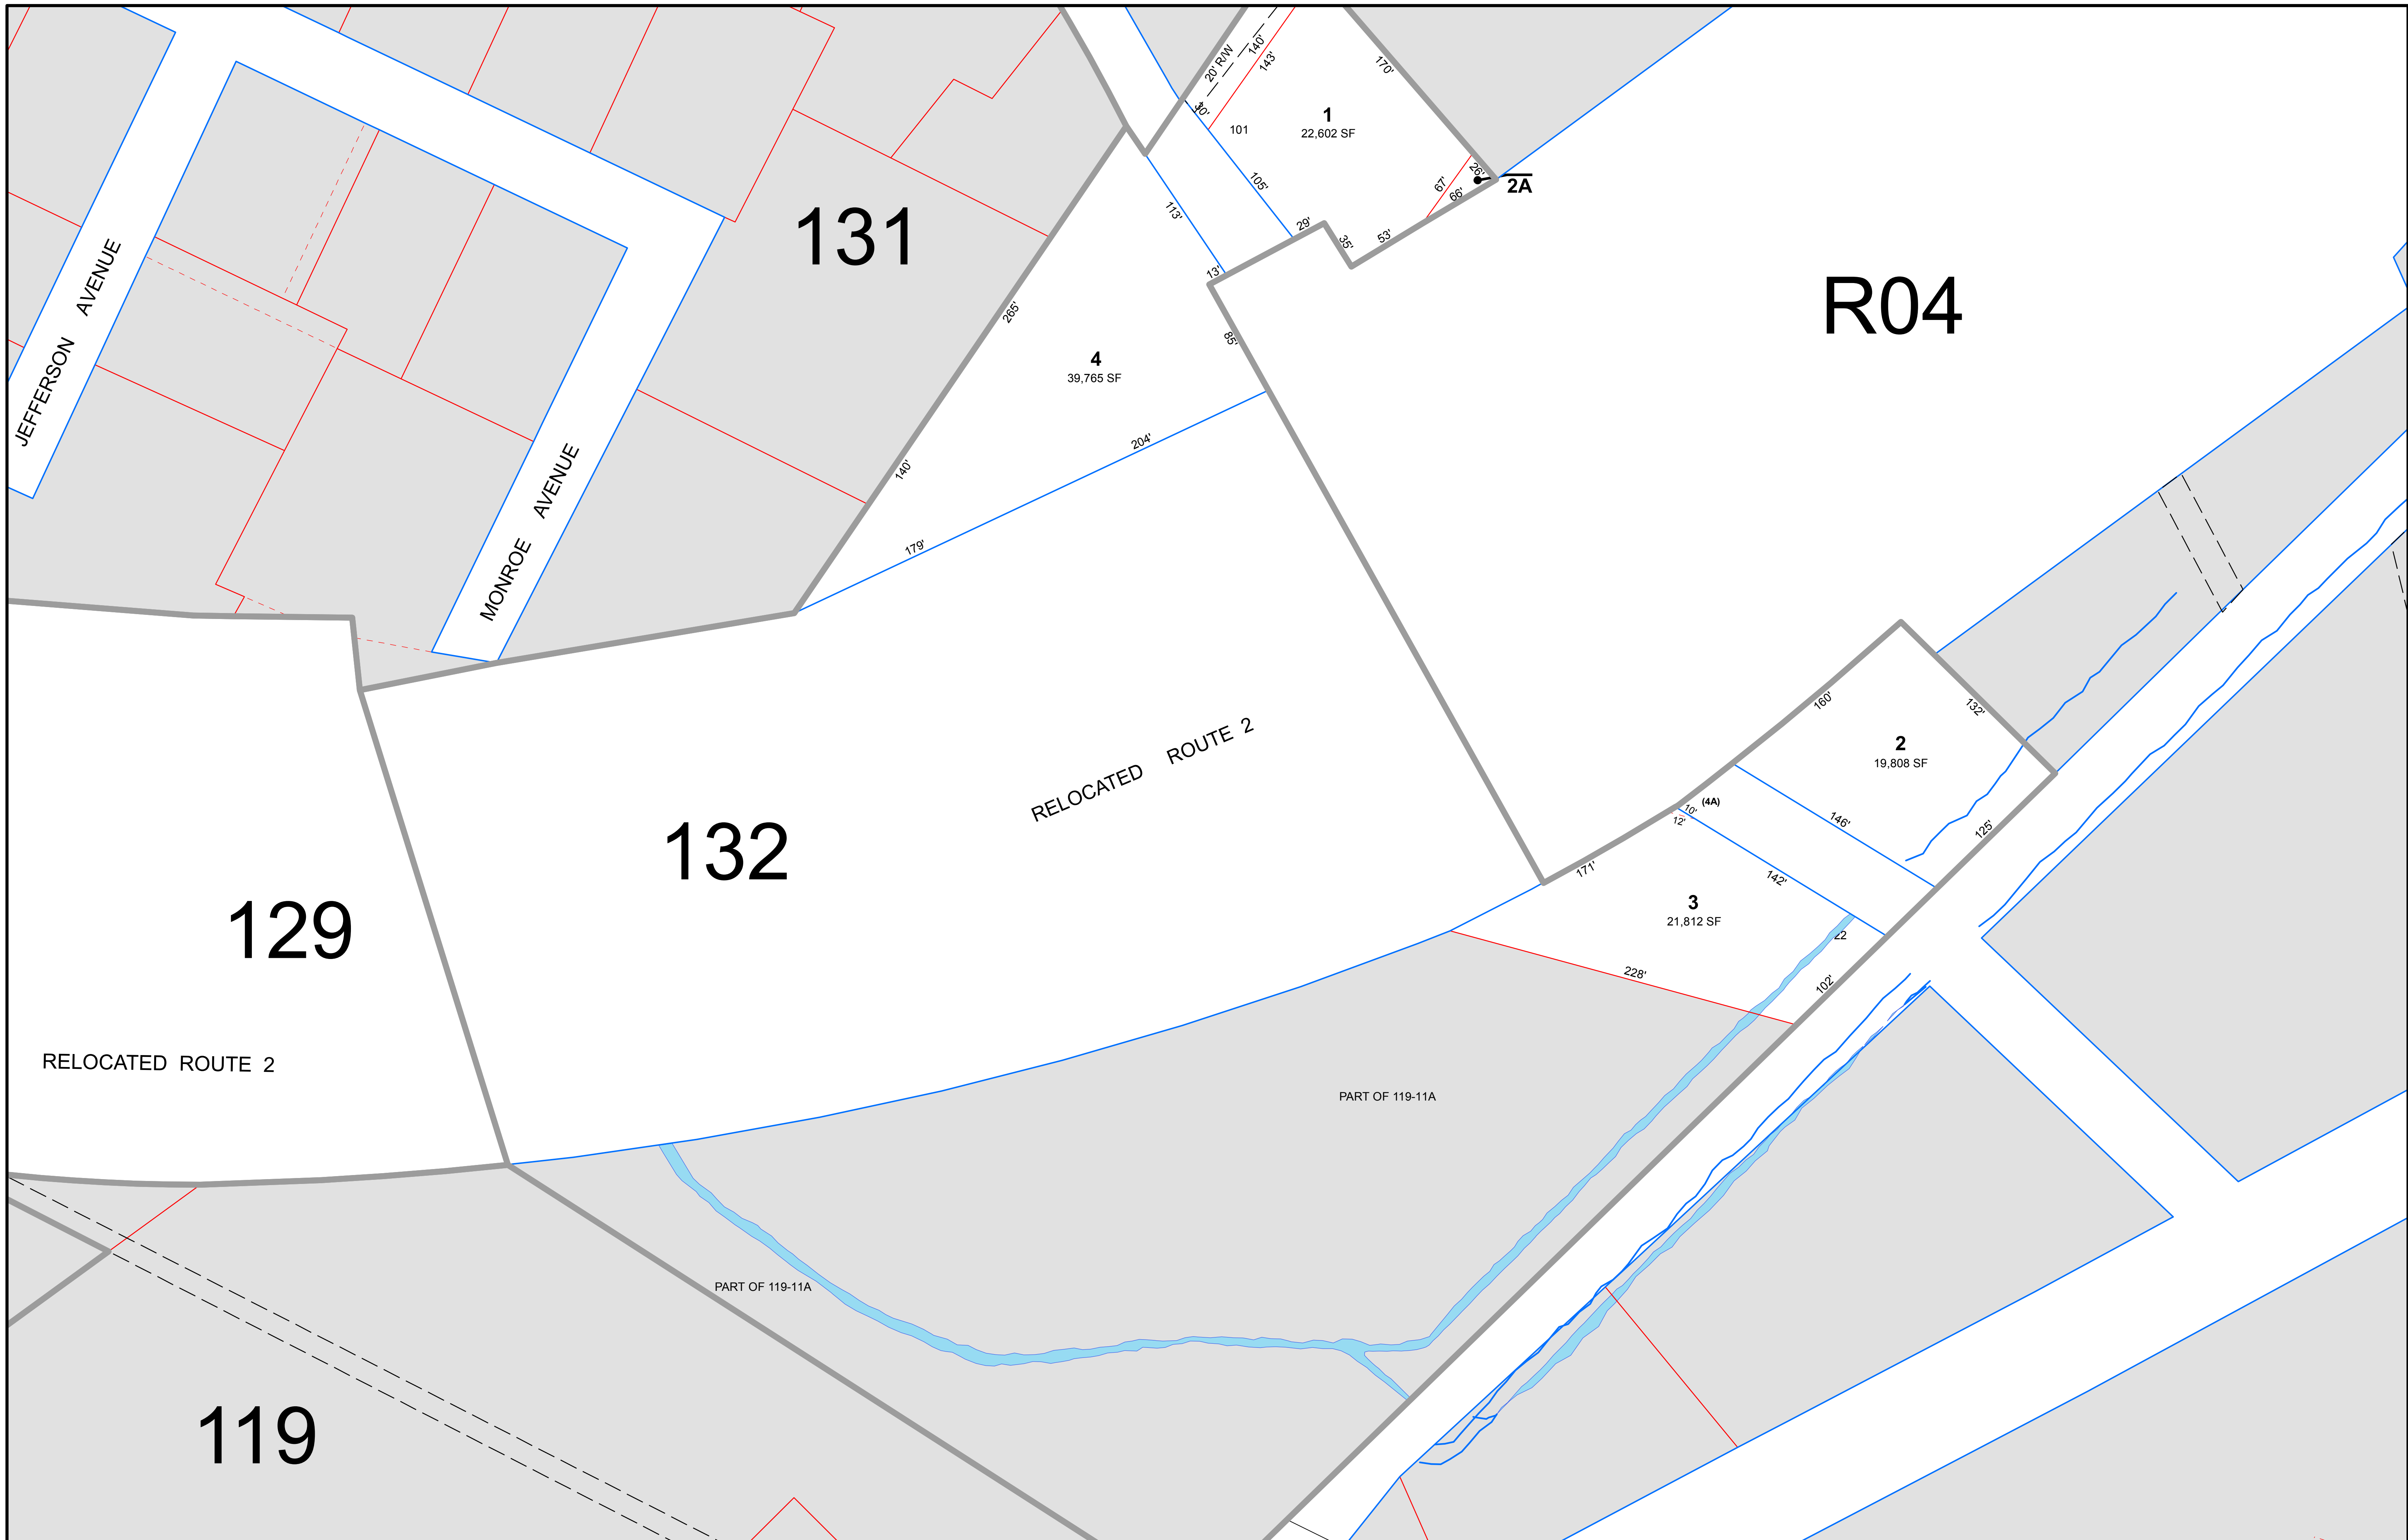 20' R/W
140'
143'
170'
30'
1
22,602 SF
101
26'
67'
66'
2A
105'
113'
29'
35'
53'
13'
131
R04
JEFFERSON AVENUE
265'
85'
4
39,765 SF
204'
140'
179'
MONROE AVENUE
160'
132'
2
19,808 SF
RELOCATED ROUTE 2
(4A)
10'
12'
146'
125'
132
171'
142'
3
21,812 SF
22
129
228'
102'
RELOCATED ROUTE 2
PART OF 119-11A
PART OF 119-11A
119